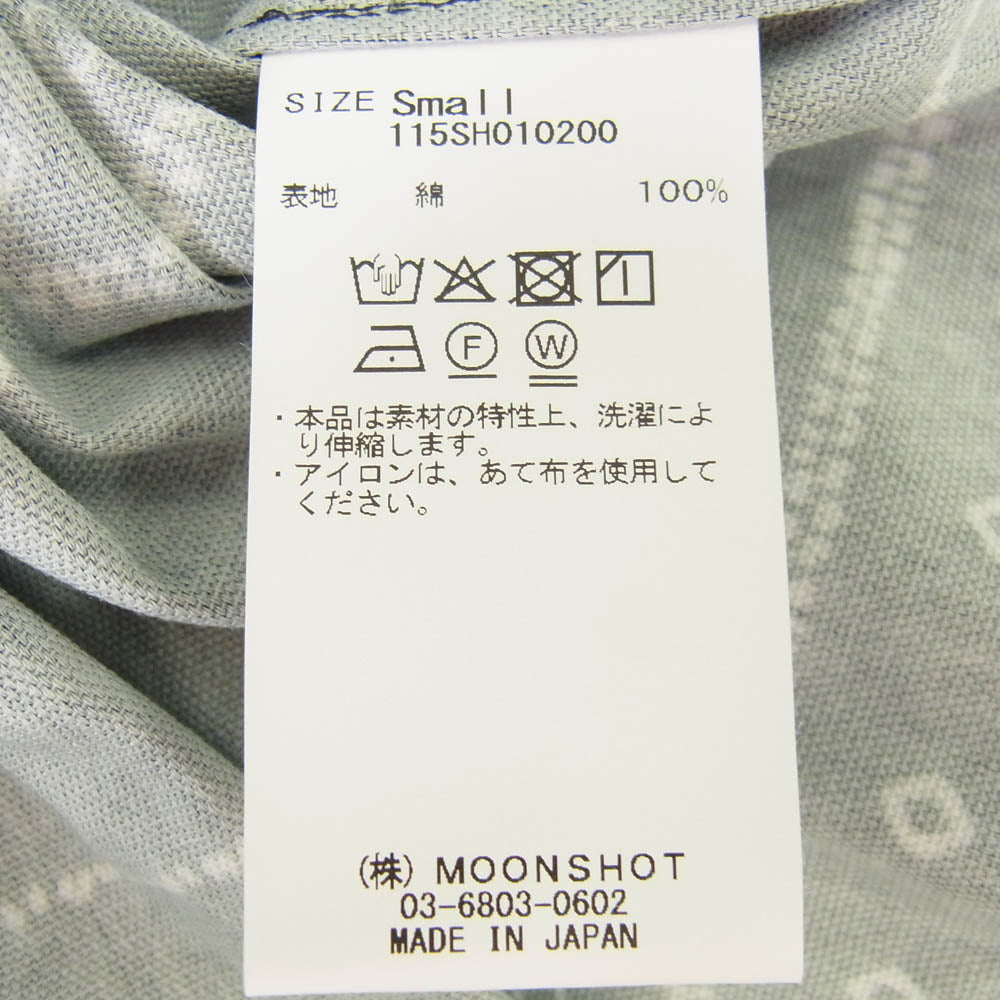 SIZE Small
115SH010200
表地 綿 100%
F W
・本品は素材の特性上、洗濯によ
り伸縮します。
・アイロンは、あて布を使用して
ください。
(株) MOONSHOT
03-6803-0602
MADE IN JAPAN